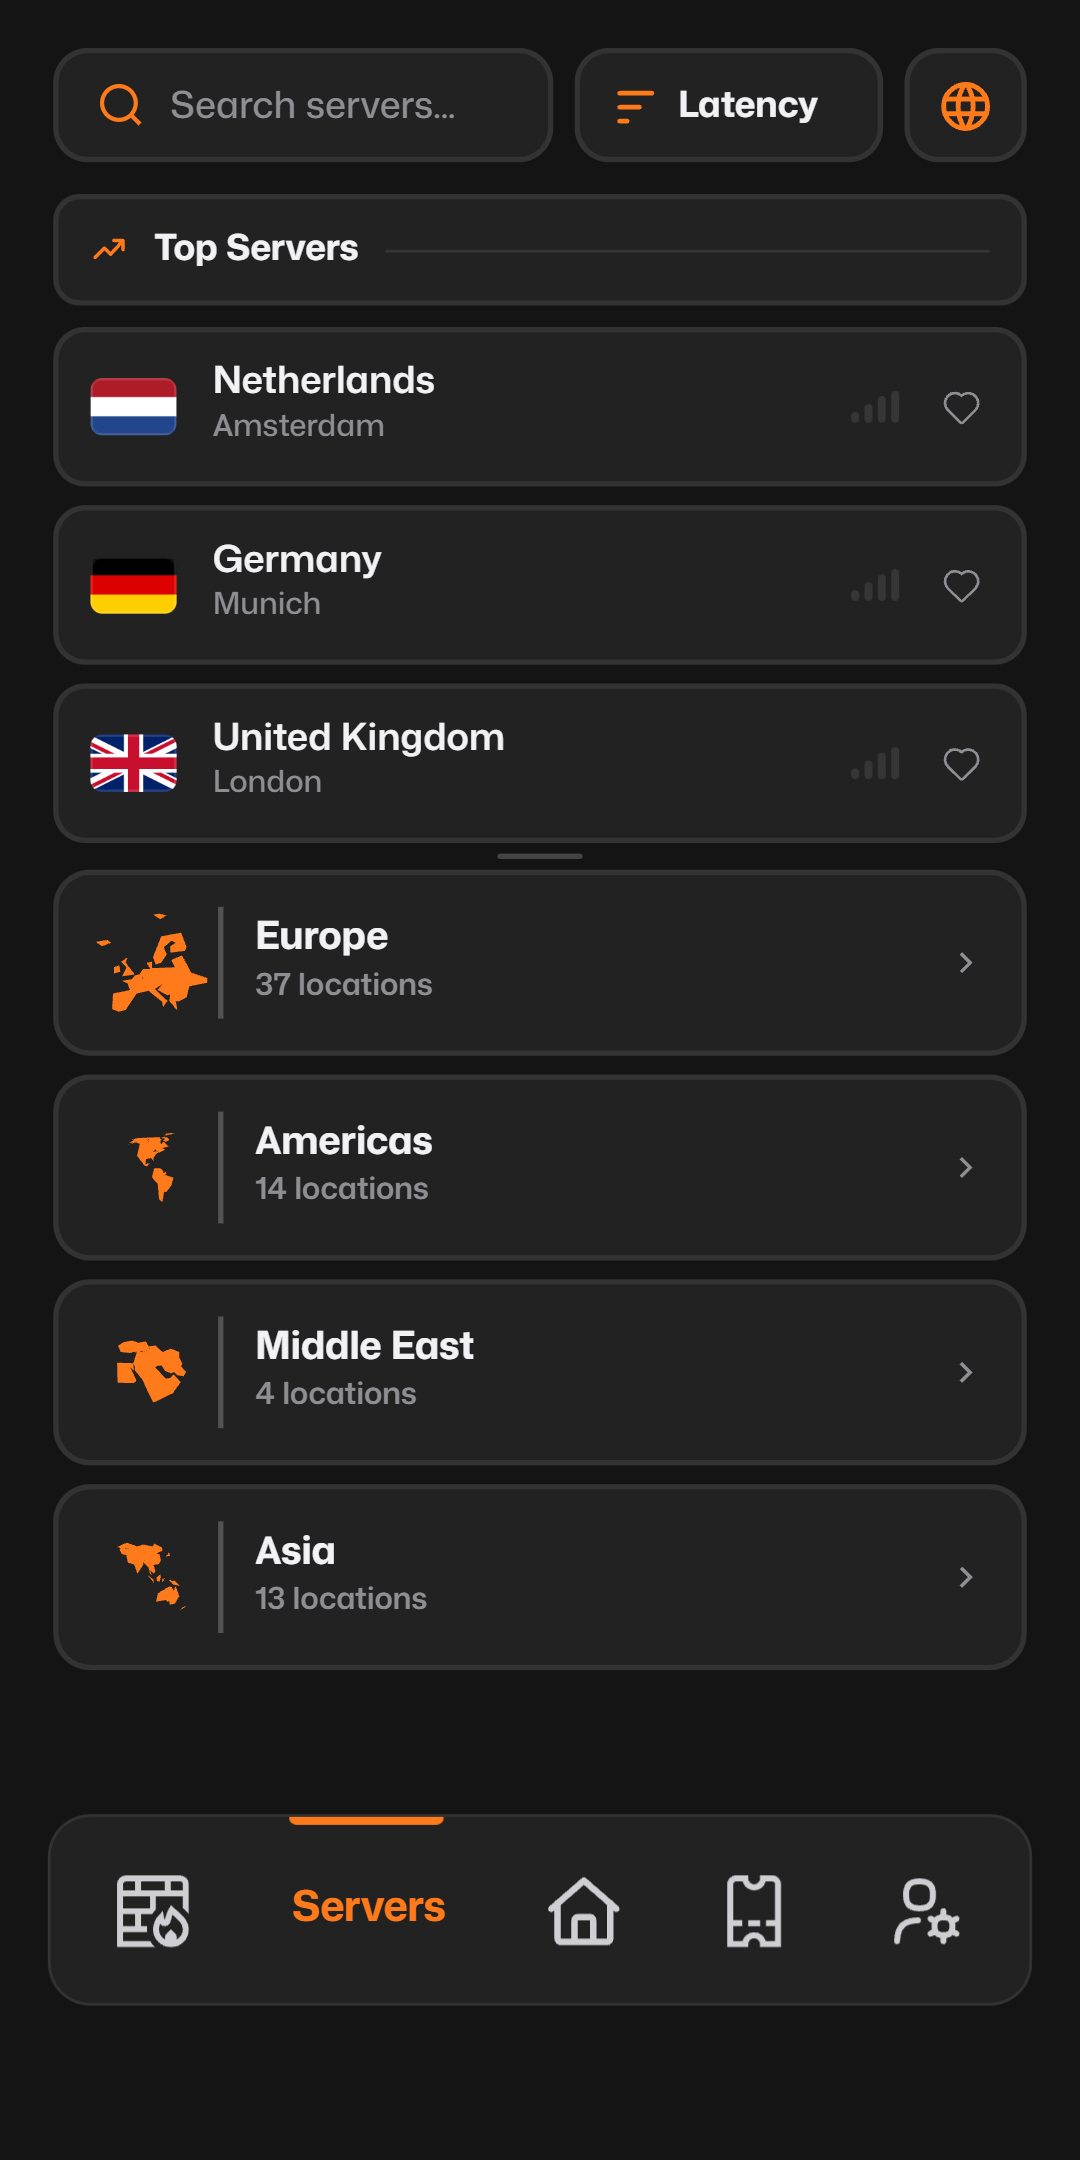 Search servers...
Latency
Top Servers
Netherlands
Amsterdam
Germany
Munich
United Kingdom
London
Europe
37 locations
Americas
14 locations
Middle East
4 locations
Asia
13 locations
Servers